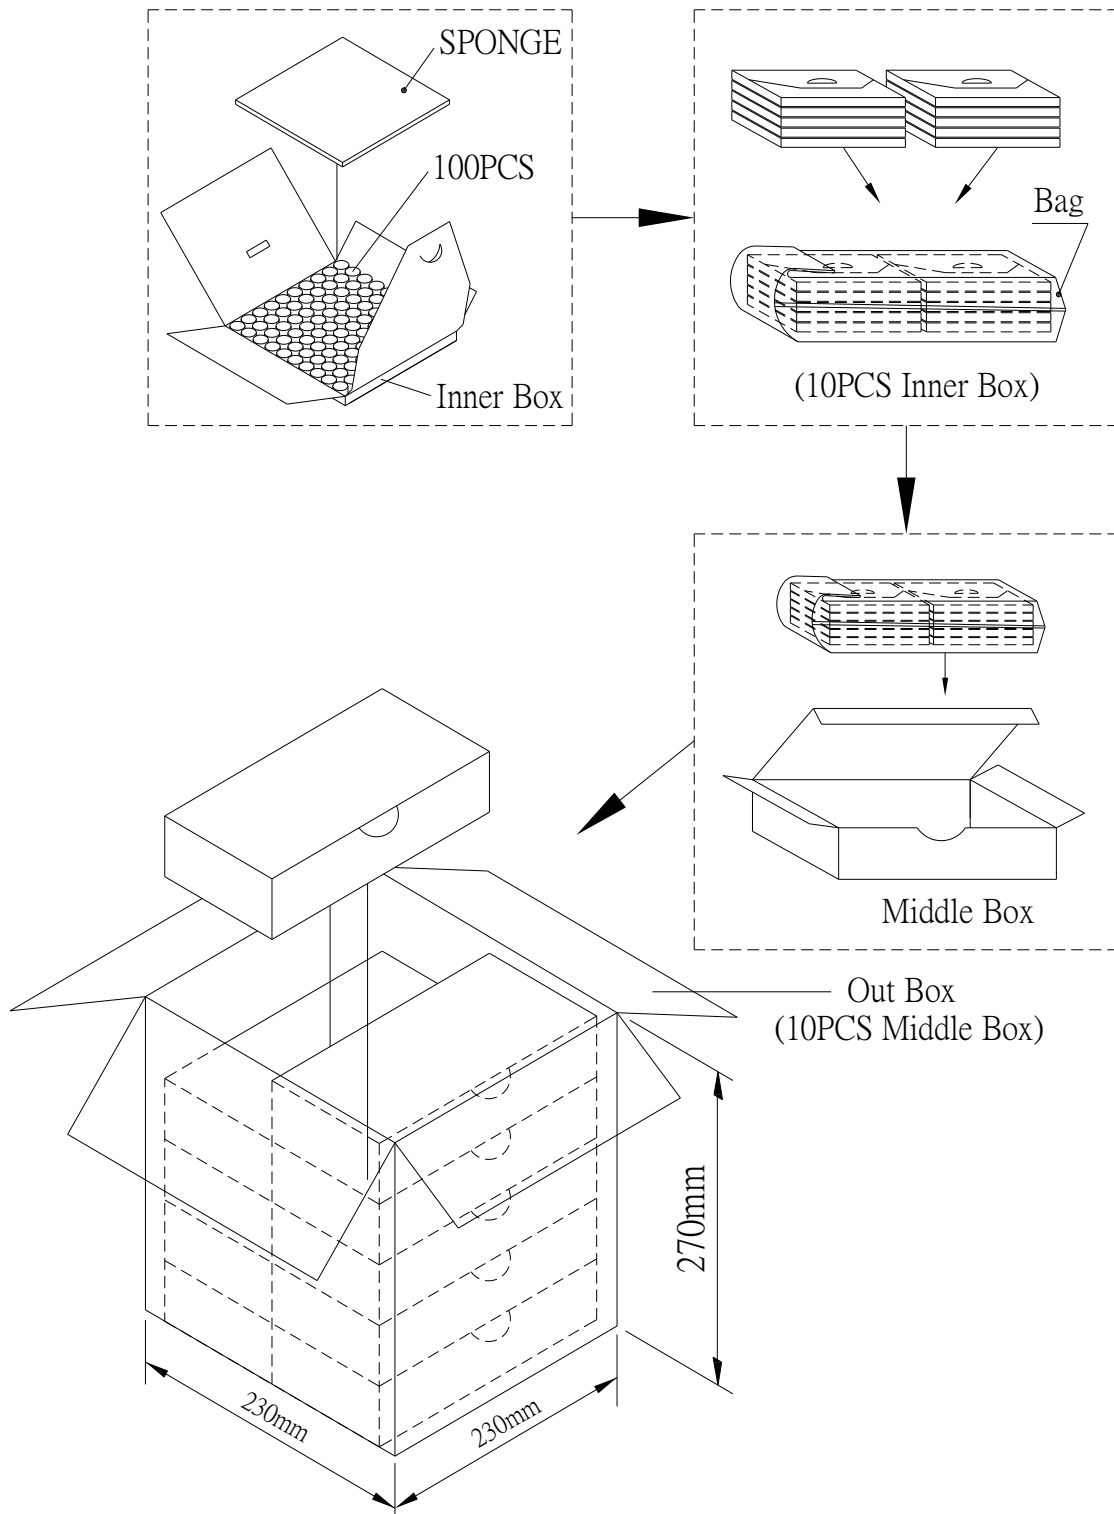 SPONGE
100PCS
Inner Box
Bag
(10PCS Inner Box)
Middle Box
Out Box
(10PCS Middle Box)
270mm
230mm
230mm